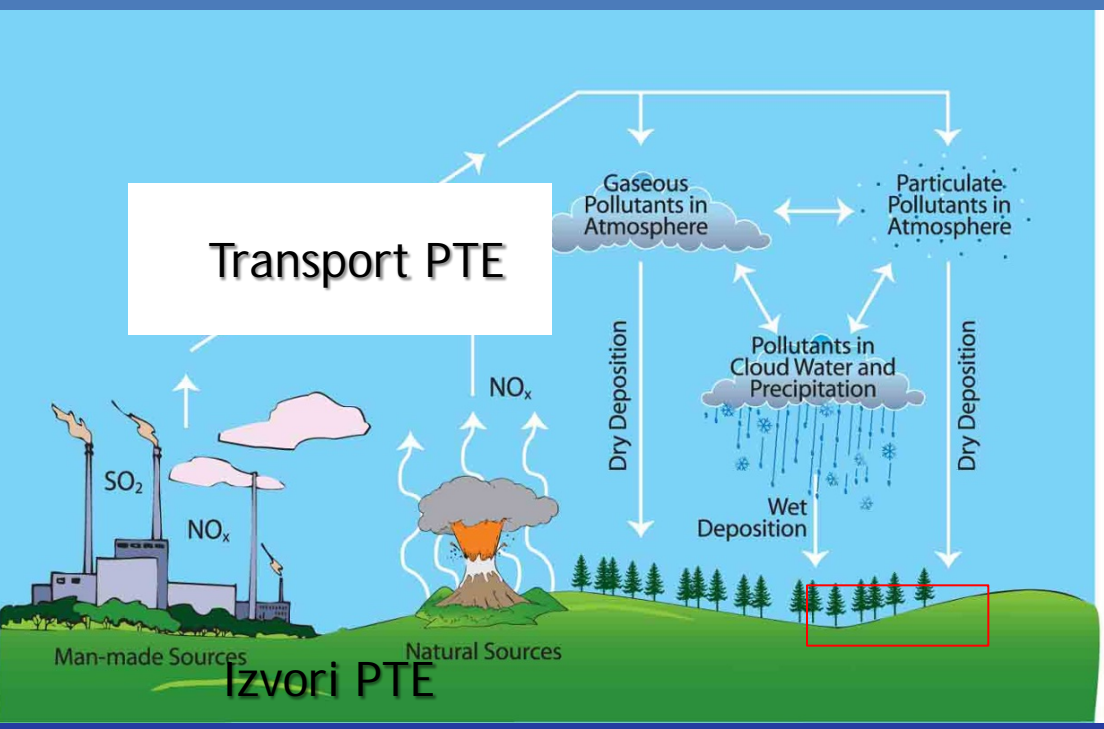 Gaseous
Pollutants in
Atmosphere
Particulate
Pollutants in
Atmosphere
Transport PTE
Dry Deposition
Pollutants in
Cloud Water and
Precipitation
Dry Deposition
NOx
SO2
NOx
Wet
Deposition
Man-made Sources
Natural Sources
Izvori PTE